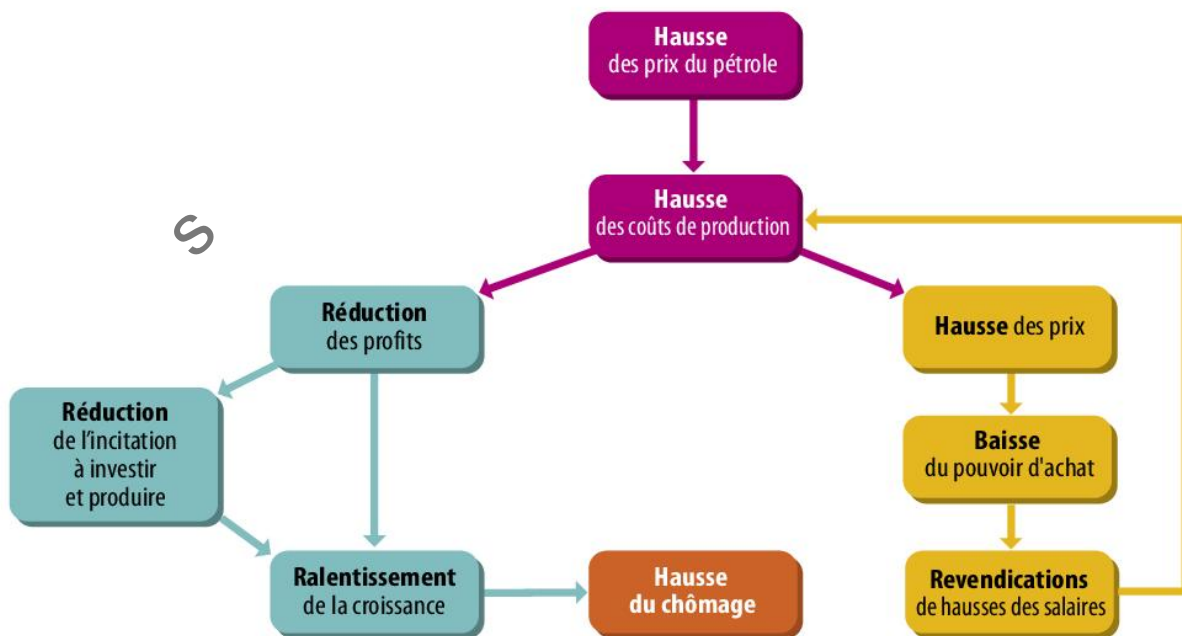 Hausse
des prix du pétrole
Hausse
des coûts de production
S
Réduction
des profits
Hausse des prix
Réduction
de l'incitation
à investir
et produire
Baisse
du pouvoir d'achat
Ralentissement
de la croissance
Hausse
du chômage
Revendications
de hausses des salaires